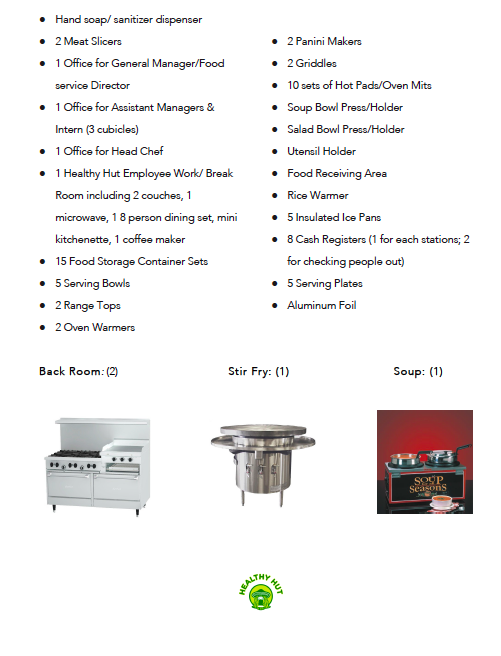 Hand soap/ sanitizer dispenser
● 2 Meat Slicers
● 1 Office for General Manager/Food
service Director
● 1 Office for Assistant Managers &
Intern (3 cubicles)
● 1 Office for Head Chef
● 1 Healthy Hut Employee Work/ Break
Room including 2 couches, 1
microwave, 1 8 person dining set, mini
kitchenette, 1 coffee maker
● 15 Food Storage Container Sets
● 5 Serving Bowls
● 2 Range Tops
● 2 Oven Warmers
● 2 Panini Makers
● 2 Griddles
● 10 sets of Hot Pads/Oven Mits
● Soup Bowl Press/Holder
● Salad Bowl Press/Holder
● Utensil Holder
● Food Receiving Area
● Rice Warmer
● 5 Insulated Ice Pans
● 8 Cash Registers (1 for each stations; 2
for checking people out)
● 5 Serving Plates
● Aluminum Foil
Back Room: (2)
Stir Fry: (1)
Soup: (1)
SOUP
seasons
HEALTHY HUT